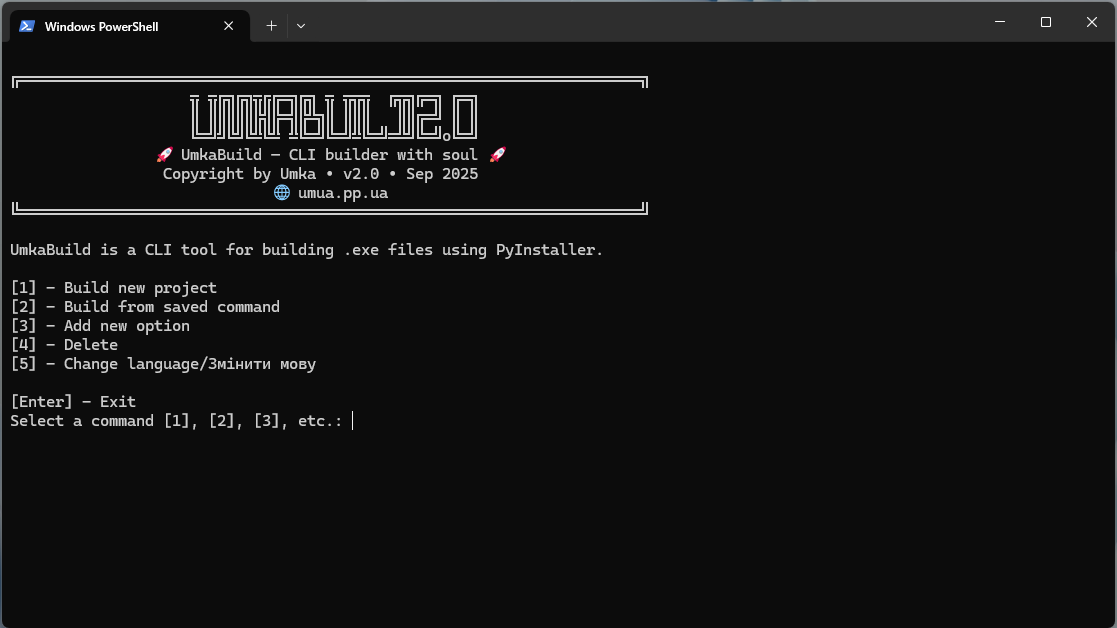 Windows PowerShell
UMKABUILD 2.0
🚀 UmkaBuild — CLI builder with soul 🚀
Copyright by Umka • v2.0 • Sep 2025
🌐 umua.pp.ua
UmkaBuild is a CLI tool for building .exe files using PyInstaller.
[1] — Build new project
[2] — Build from saved command
[3] — Add new option
[4] — Delete
[5] — Change language/Змінити мову
[Enter] — Exit
Select a command [1], [2], [3], etc.: